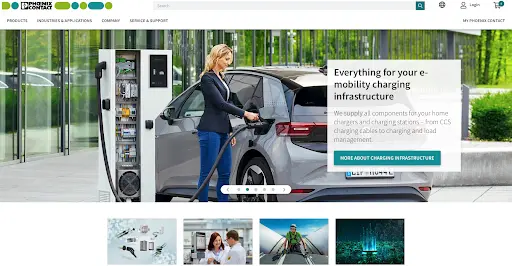 PHOENIX
CONTACT
Search
Login
PRODUCTS INDUSTRIES & APPLICATIONS COMPANY SERVICE & SUPPORT MY PHOENIX CONTACT
Everything for your e-
mobility charging
infrastructure
We supply all components for your home
chargers and charging stations – from CCS
charging cables to charging and load
management.
MORE ABOUT CHARGING INFRASTRUCTURE